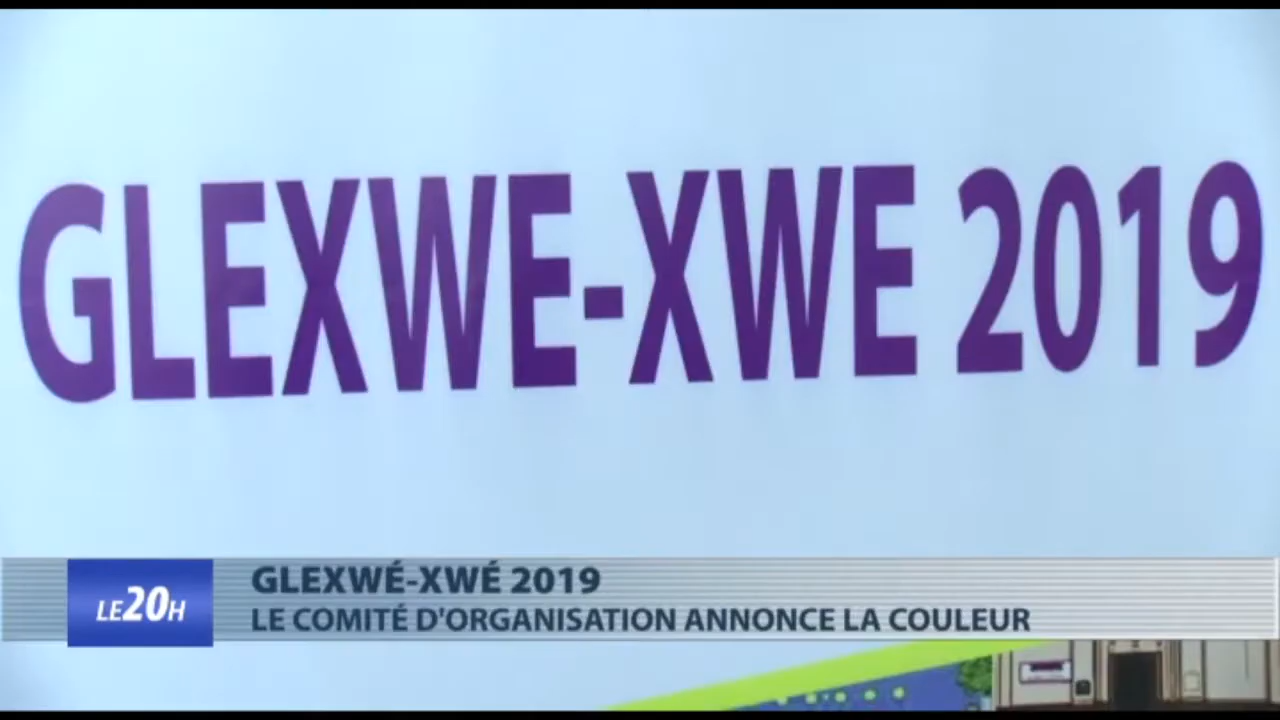 GLEXWE-XWE 2019
GLEXWÉ-XWÉ 2019
LE20H
LE COMITÉ D'ORGANISATION ANNONCE LA COULEUR